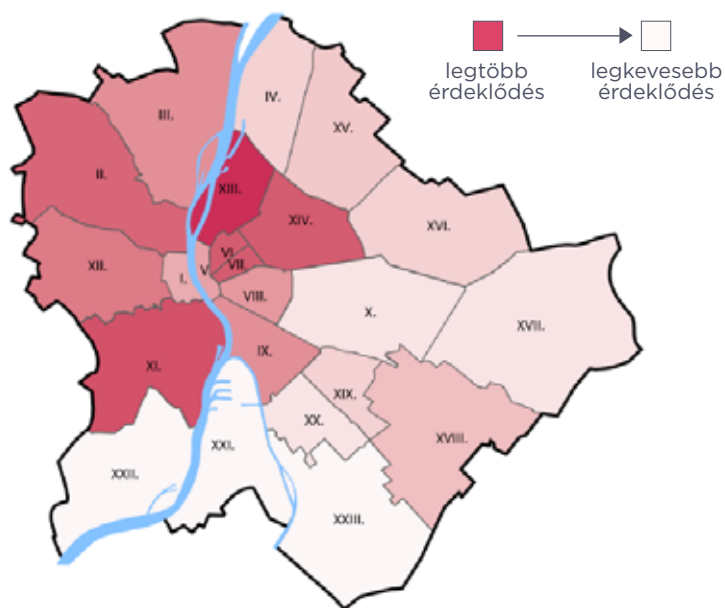 legtöbb
érdeklődés
legkevesebb
érdeklődés
IV.
III.
XV.
II.
XIII.
XIV.
XVI.
VI.
VII.
XII.
I.
V.
VIII.
X.
XVII.
IX.
XI.
XIX.
XX.
XVIII.
XXI.
XXII.
XXIII.